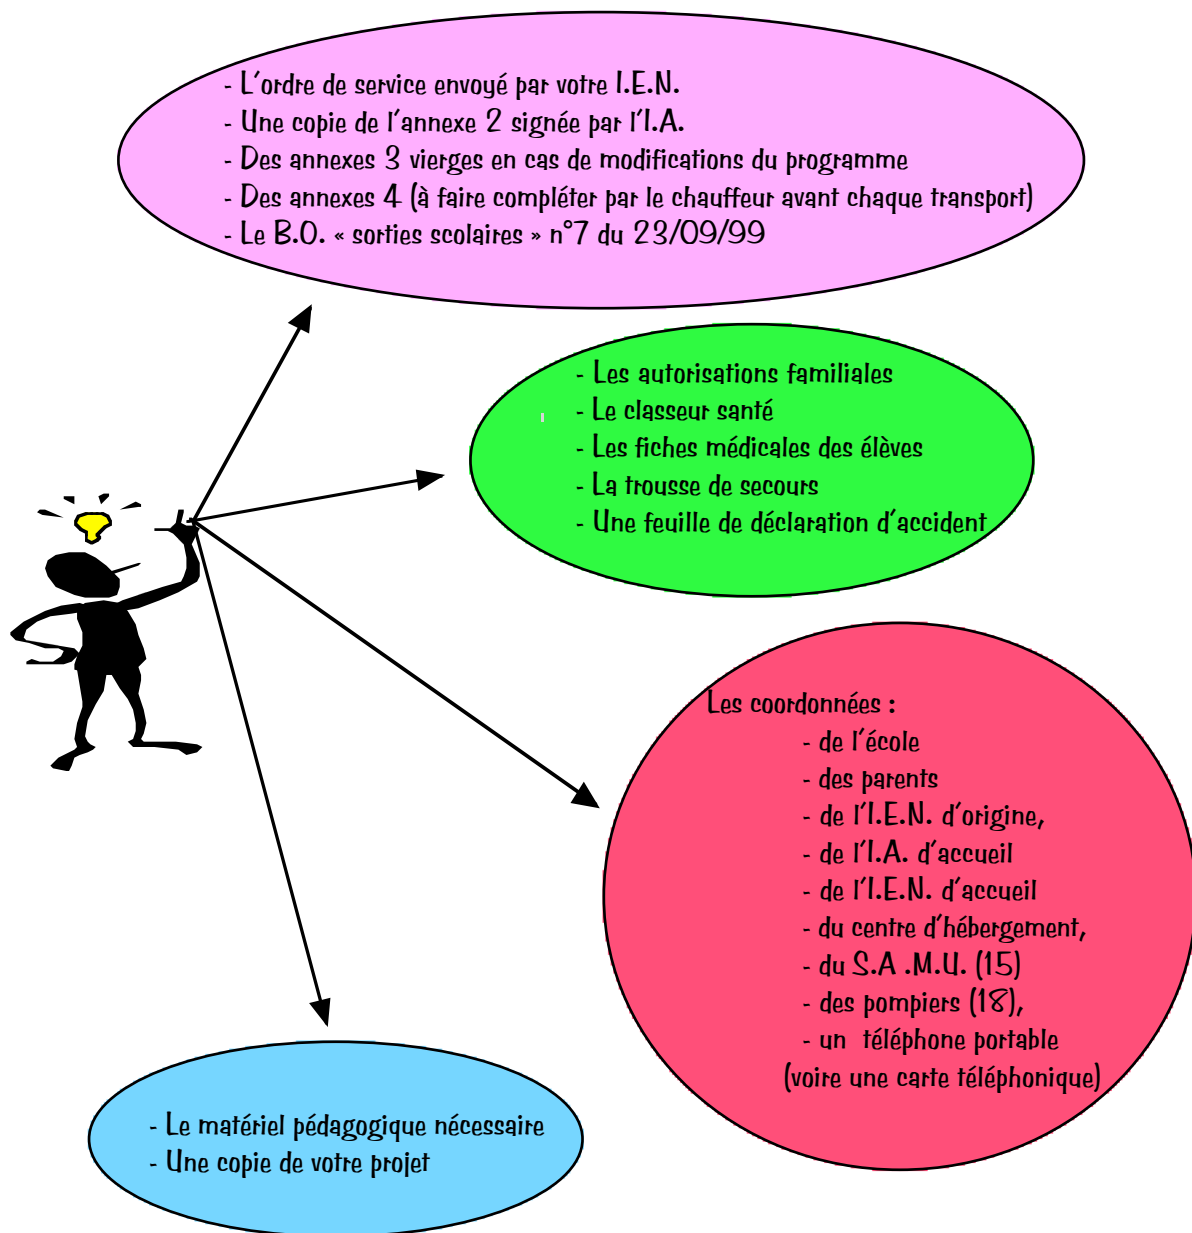 - L'ordre de service envoyé par votre I.E.N.
- Une copie de l'annexe 2 signée par l'I.A.
- Des annexes 3 vierges en cas de modifications du programme
- Des annexes 4 (à faire compléter par le chauffeur avant chaque transport)
- Le B.O. « sorties scolaires » n°7 du 23/09/99
- Les autorisations familiales
- Le classeur santé
- Les fiches médicales des élèves
- La trousse de secours
- Une feuille de déclaration d'accident
Les coordonnées :
- de l'école
- des parents
- de l'I.E.N. d'origine,
- de l'I.A. d'accueil
- de l'I.E.N. d'accueil
- du centre d'hébergement,
- du S.A .M.U. (15)
- des pompiers (18),
- un téléphone portable
(voire une carte téléphonique)
- Le matériel pédagogique nécessaire
- Une copie de votre projet